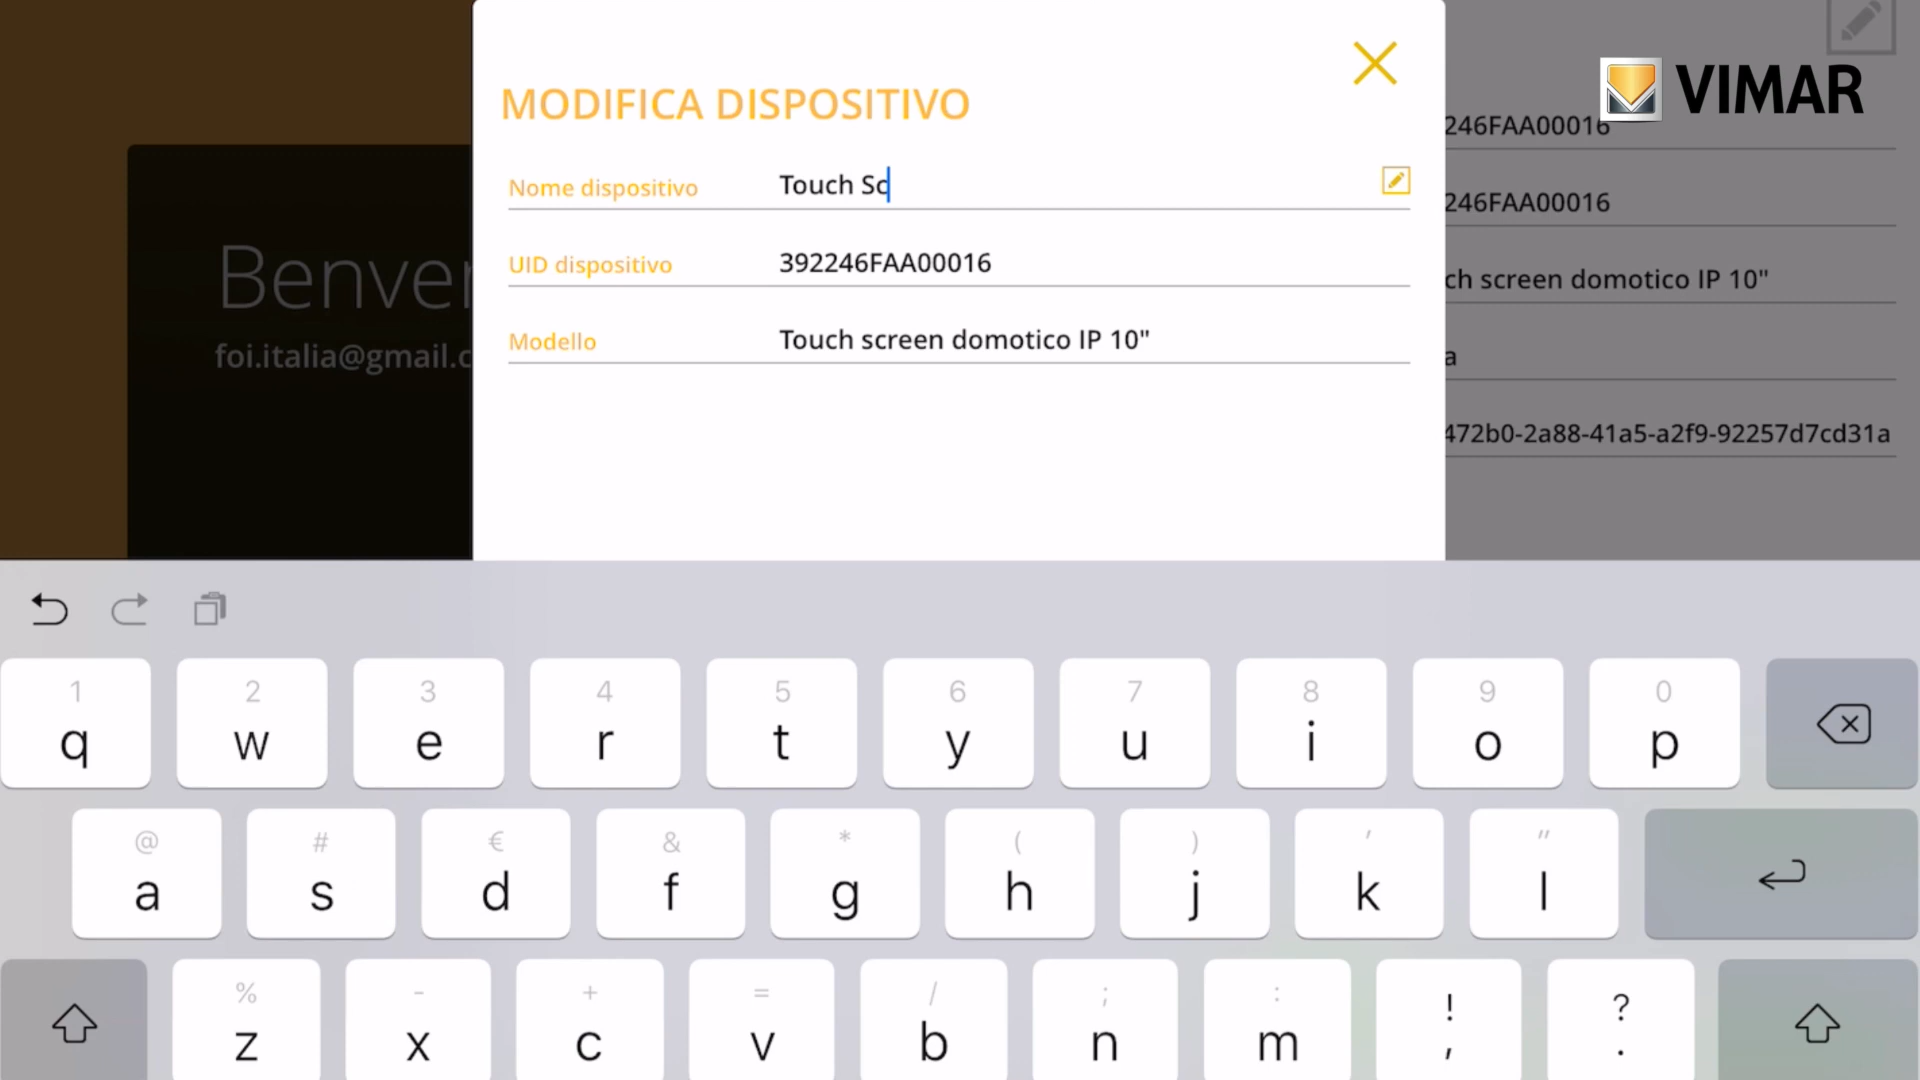 VIMAR
MODIFICA DISPOSITIVO
Nome dispositivo Touch Sc
UID dispositivo 392246FAA00016
Modello Touch screen domotico IP 10"
Benve
foi.italia@gmail.c
246FAA00016
246FAA00016
ch screen domotico IP 10"
a
472b0-2a88-41a5-a2f9-92257d7cd31a
1 2 3 4 5 6 7 8 9 0
q w e r t y u i o p
@ # € & * ( ) ' "
a s d f g h j k l
% - + = / ; : ! ?
z x c v b n m , .